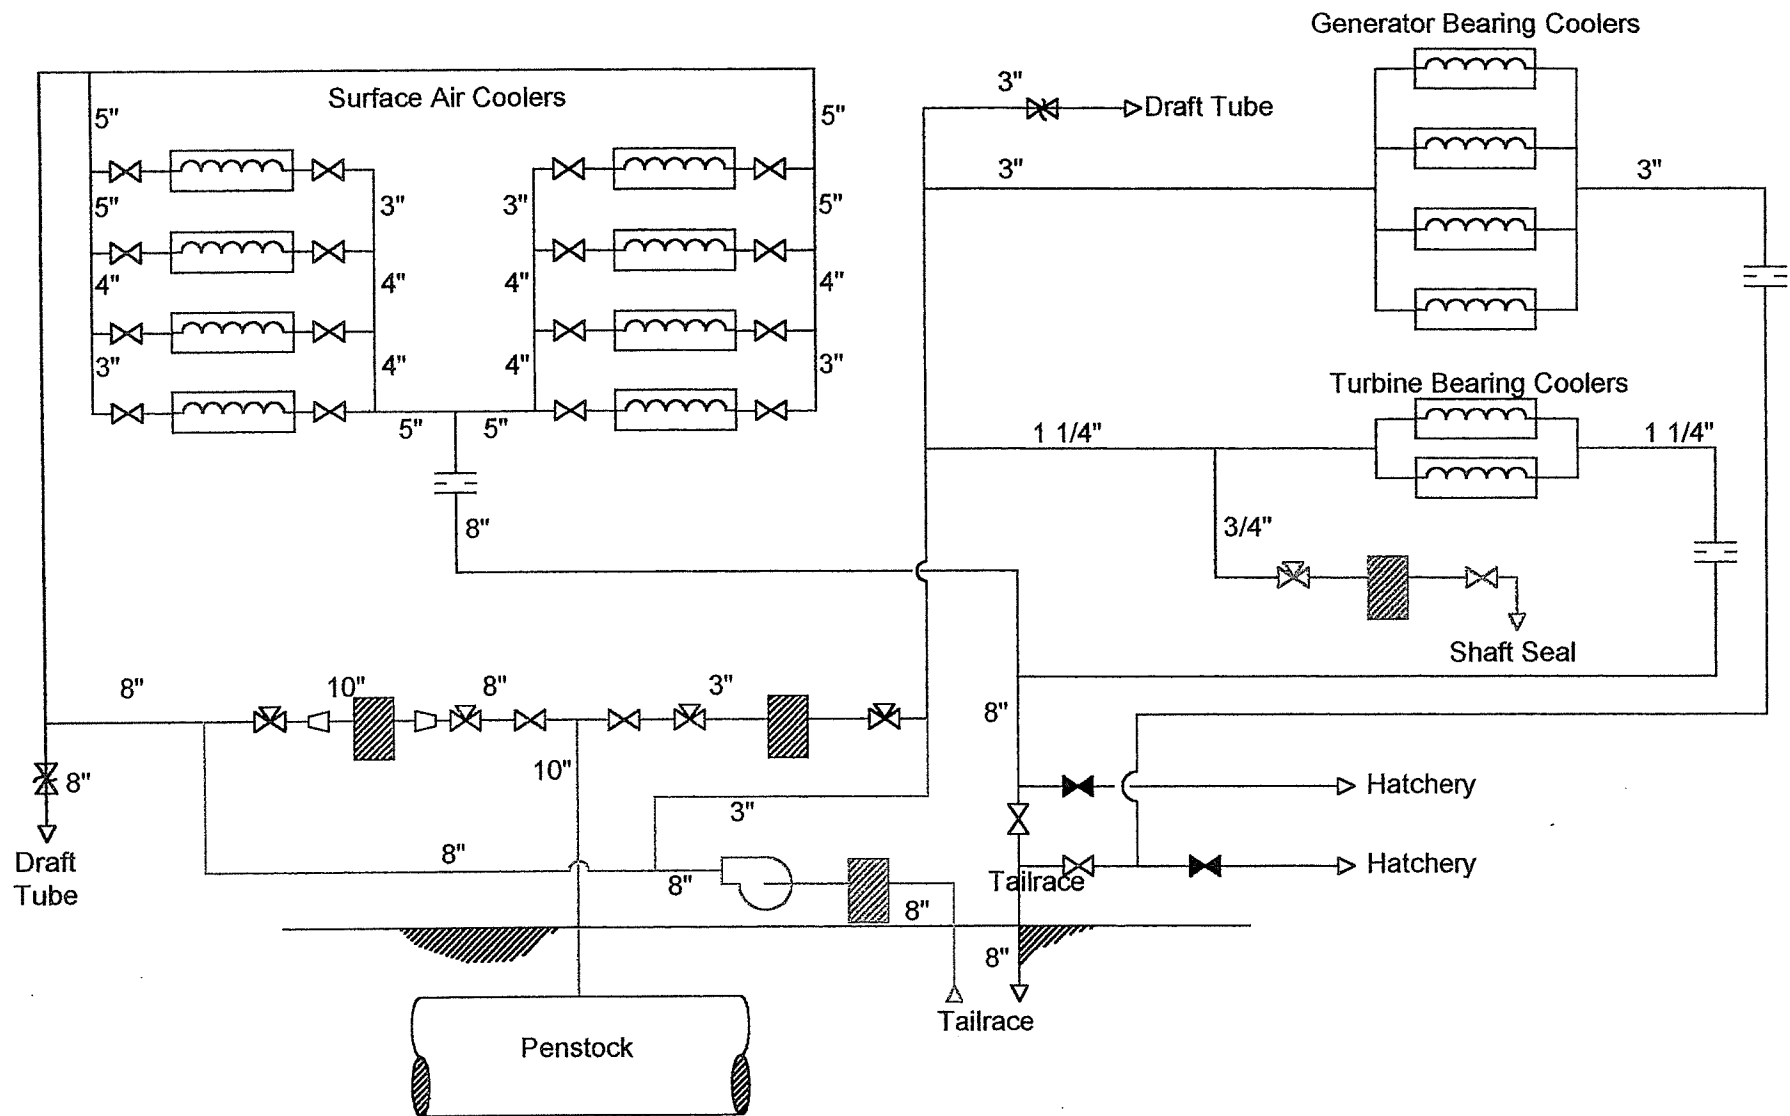 Generator Bearing Coolers
Surface Air Coolers
3"
Draft Tube
5"
5"
3"
3"
5"
3"
3"
5"
4"
4"
4"
4"
3"
4"
4"
3"
Turbine Bearing Coolers
5"
5"
1 1/4"
1 1/4"
8"
3/4"
Shaft Seal
8"
10"
8"
3"
8"
10"
8"
Hatchery
3"
Draft
Tube
8"
8"
Hatchery
Tailrace
8"
8"
Tailrace
Penstock